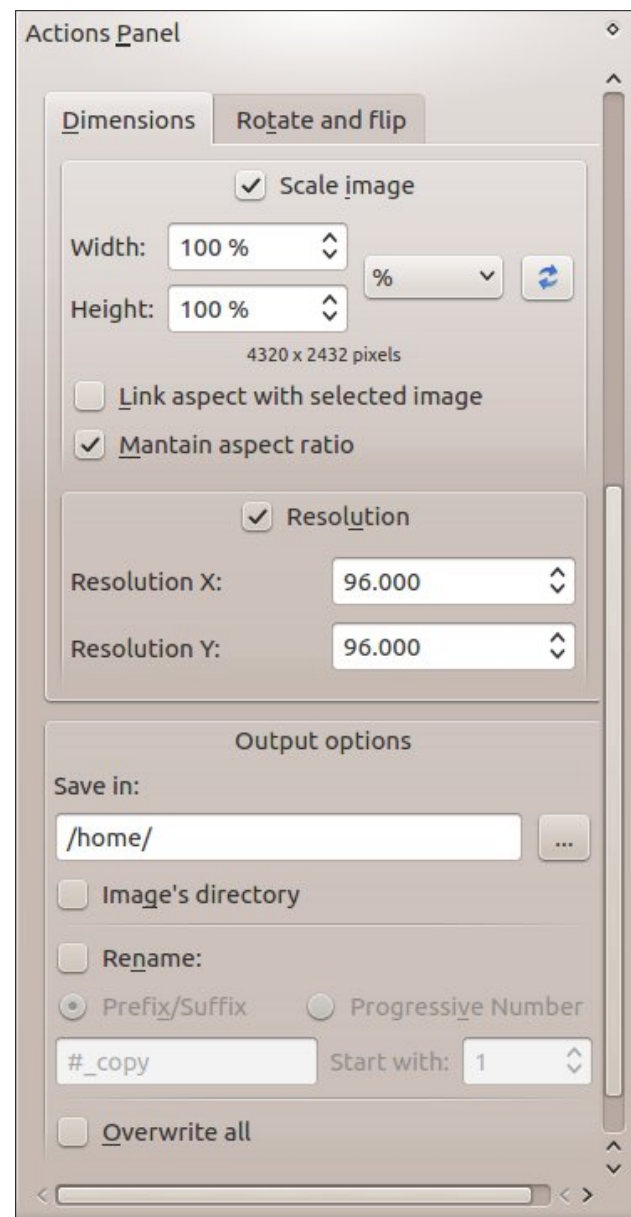 Actions Panel
Dimensions Rotate and flip
Scale image
Width: 100 %
%
Height: 100 %
4320 x 2432 pixels
Link aspect with selected image
Mantain aspect ratio
Resolution
Resolution X: 96.000
Resolution Y: 96.000
Output options
Save in:
/home/ ...
Image's directory
Rename:
Prefix/Suffix Progressive Number
#_copy Start with: 1
Overwrite all